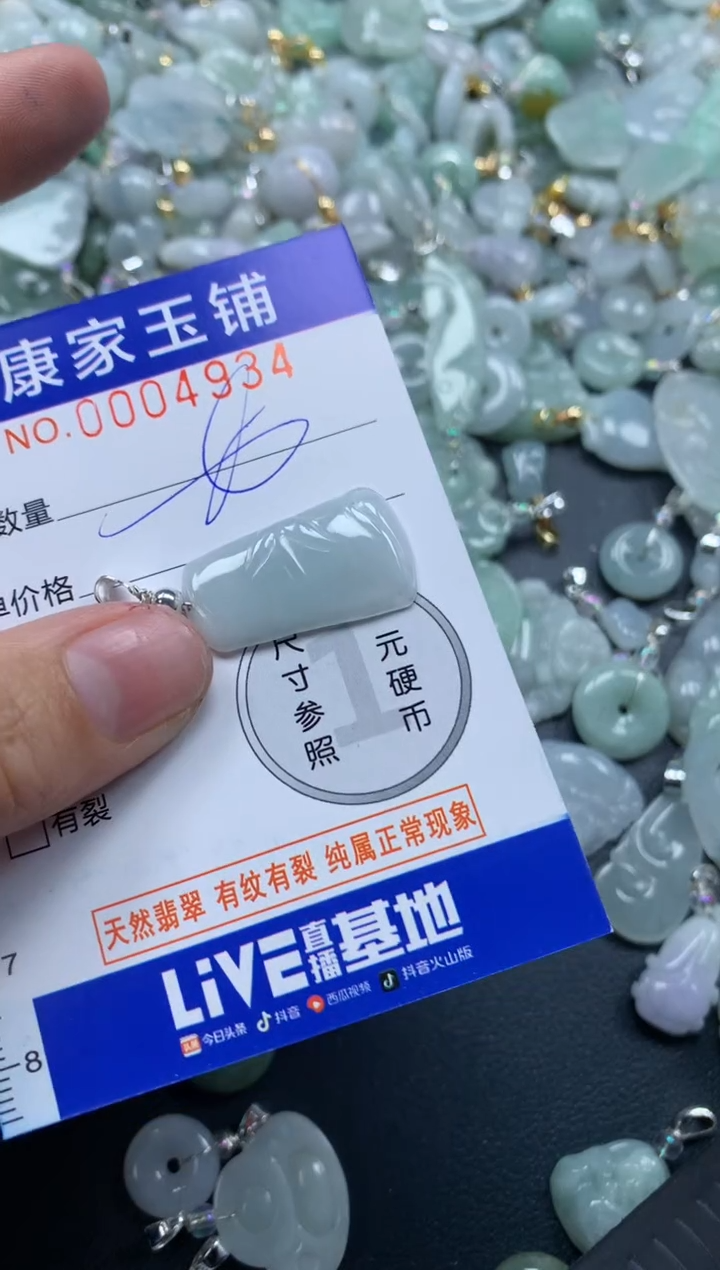 康家玉铺
NO.0004934
数量
价格
尺寸参照
元硬币
1
有裂
天然翡翠 有纹有裂 纯属正常现象
7
8
LiVE直播基地
头条 今日头条 抖音 西瓜视频 抖音火山版